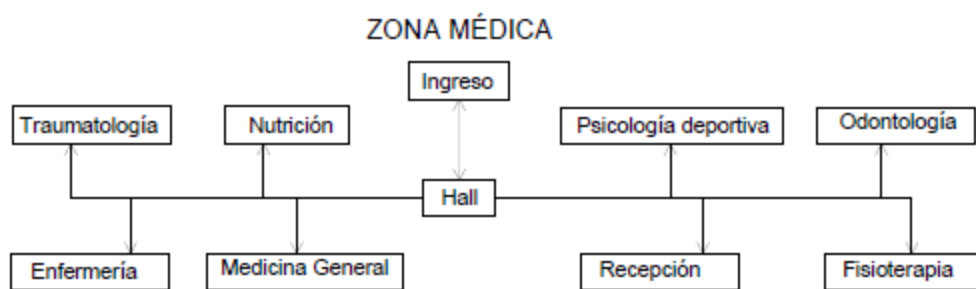 ZONA MÉDICA
Ingreso
Traumatología
Nutrición
Psicología deportiva
Odontología
Hall
Enfermería
Medicina General
Recepción
Fisioterapia